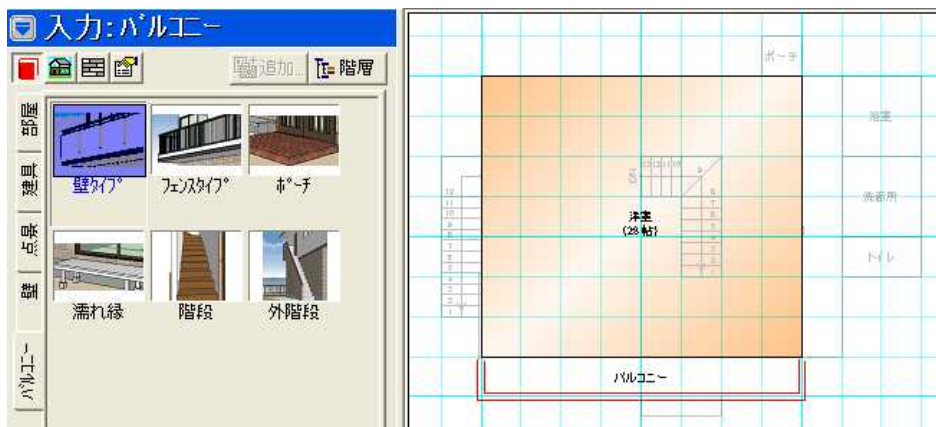 入力:バルコニー
追加...
階層
部屋
建具
点景
壁
バルコニー
壁タイプ
フェンスタイプ
ポーチ
濡れ縁
階段
外階段
ポーチ
浴室
洗面所
トイレ
洋室
(28帖)
バルコニー